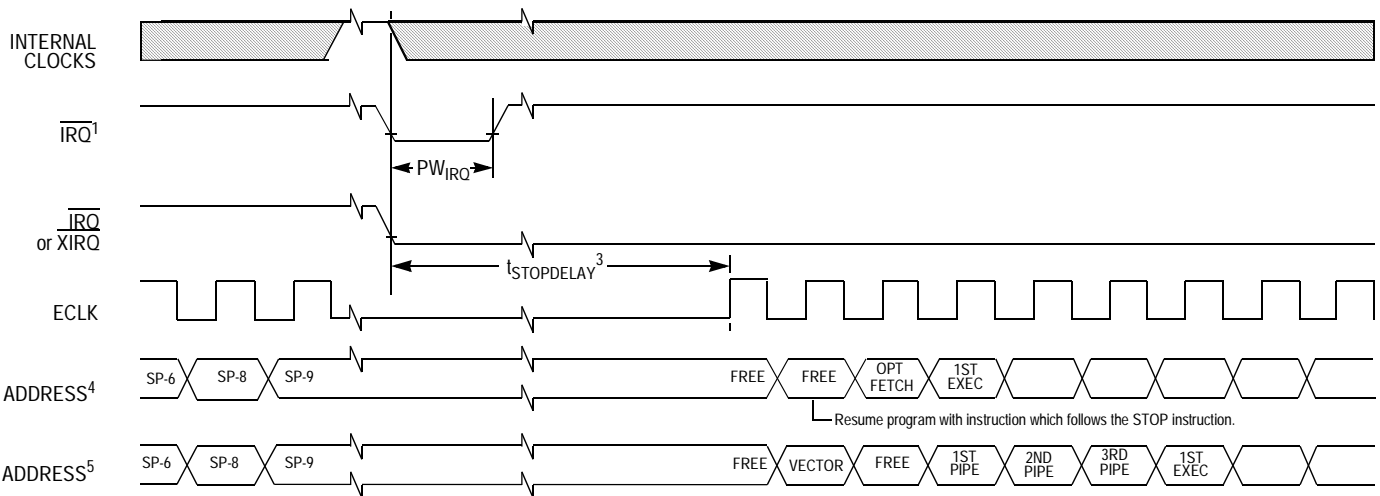 INTERNAL
CLOCKS
IRQ1
PWIRQ
IRQ
or XIRQ
tSTOPDELAY3
ECLK
ADDRESS4
SP-6 SP-8 SP-9 FREE FREE OPT FETCH 1ST EXEC
Resume program with instruction which follows the STOP instruction.
ADDRESS5
SP-6 SP-8 SP-9 FREE VECTOR FREE 1ST PIPE 2ND PIPE 3RD PIPE 1ST EXEC